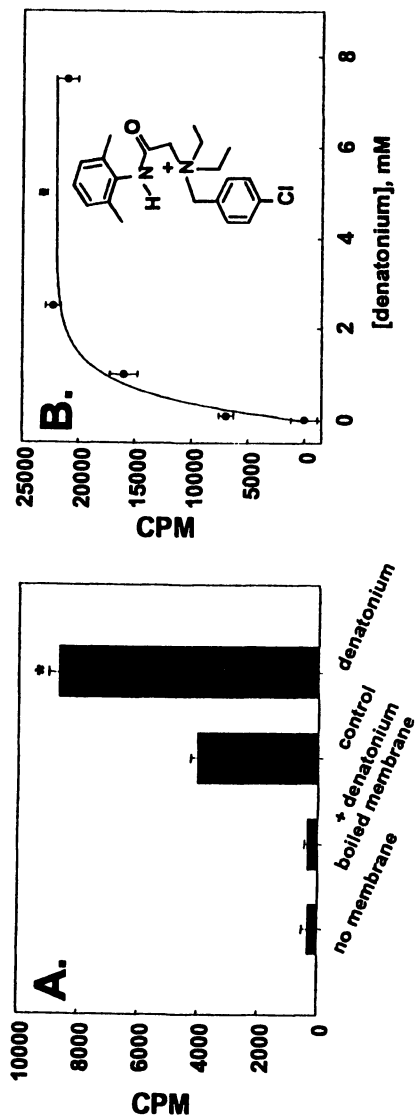 A.
CPM
10000
8000
6000
4000
2000
0
no membrane
+ denatonium
boiled membrane
control
denatonium
*
B.
CPM
25000
20000
15000
10000
5000
0
0 2 4 6 8
[denatonium], mM
O
N
H
+
N
Cl